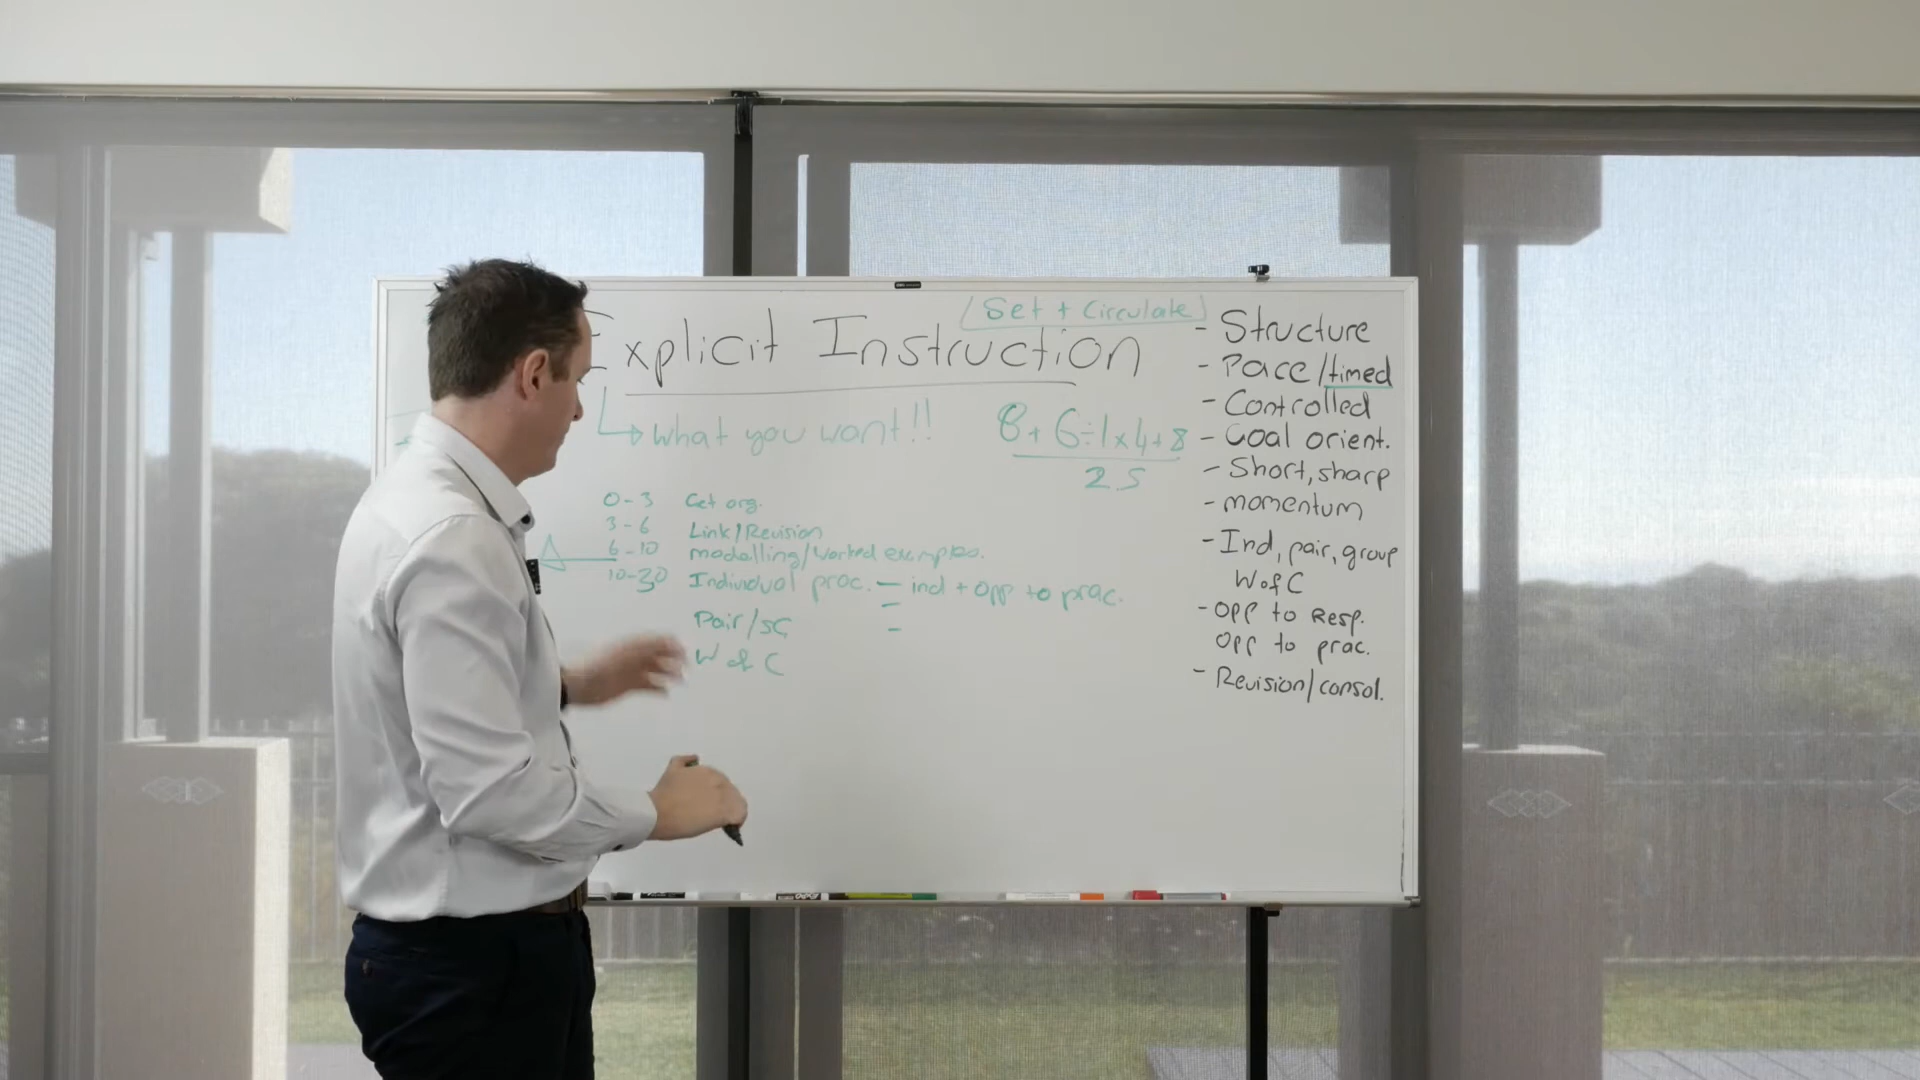 Set + Circulate
Explicit Instruction
what you want!!
8 + 6 ÷ 1 x 4 + 8
2.5
0-3 Get org.
3-6 Link/Revision
6-10 modelling/worked examples.
10-30 Individual prac. - ind + opp to prac.
-
Pair/SG
-
W of C
- Structure
- Pace/timed
- Controlled
- Goal orient.
- Short, sharp
- momentum
- Ind, pair, group
W of C
- Opp to Resp.
Opp to prac.
- Revision/consol.